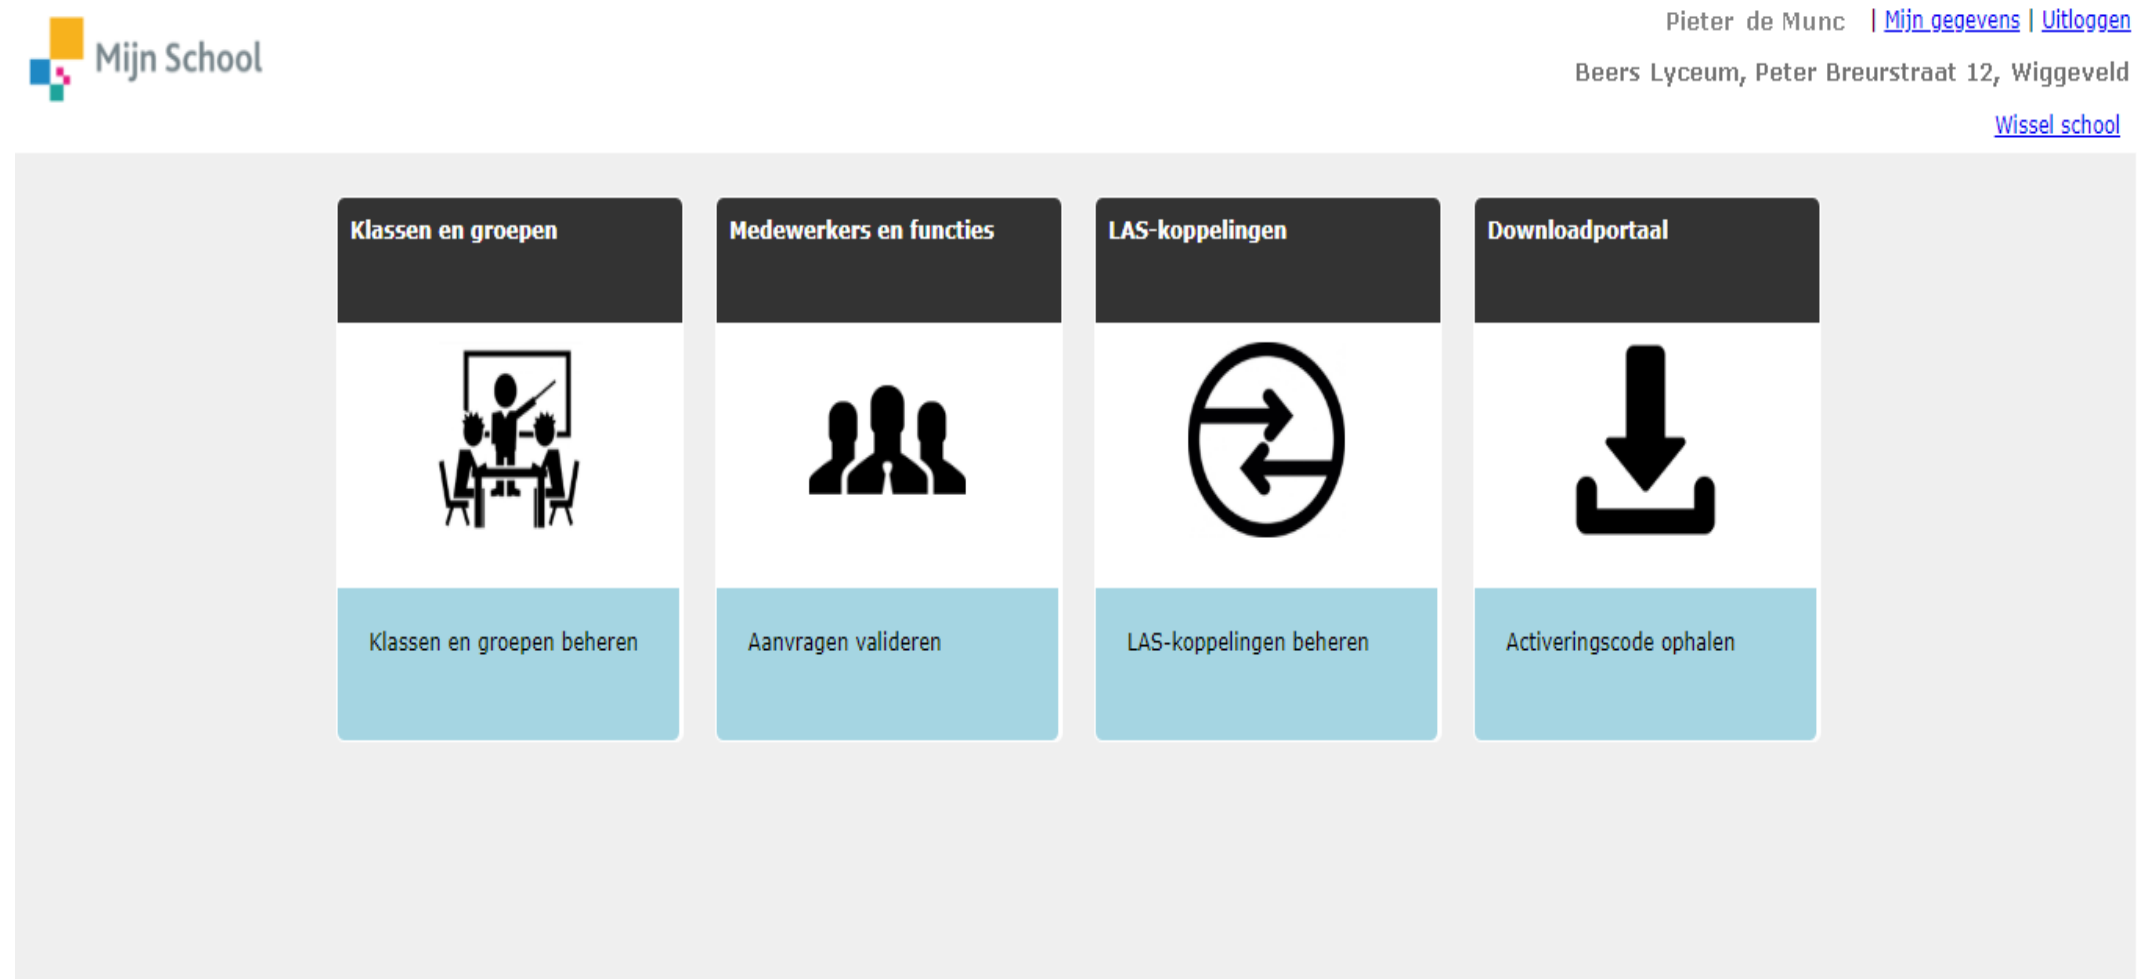 Mijn School
Pieter de Munc | Mijn gegevens | Uitloggen
Beers Lyceum, Peter Breurstraat 12, Wiggeveld
Wissel school
Klassen en groepen
Medewerkers en functies
LAS-koppelingen
Downloadportaal
Klassen en groepen beheren
Aanvragen valideren
LAS-koppelingen beheren
Activeringscode ophalen